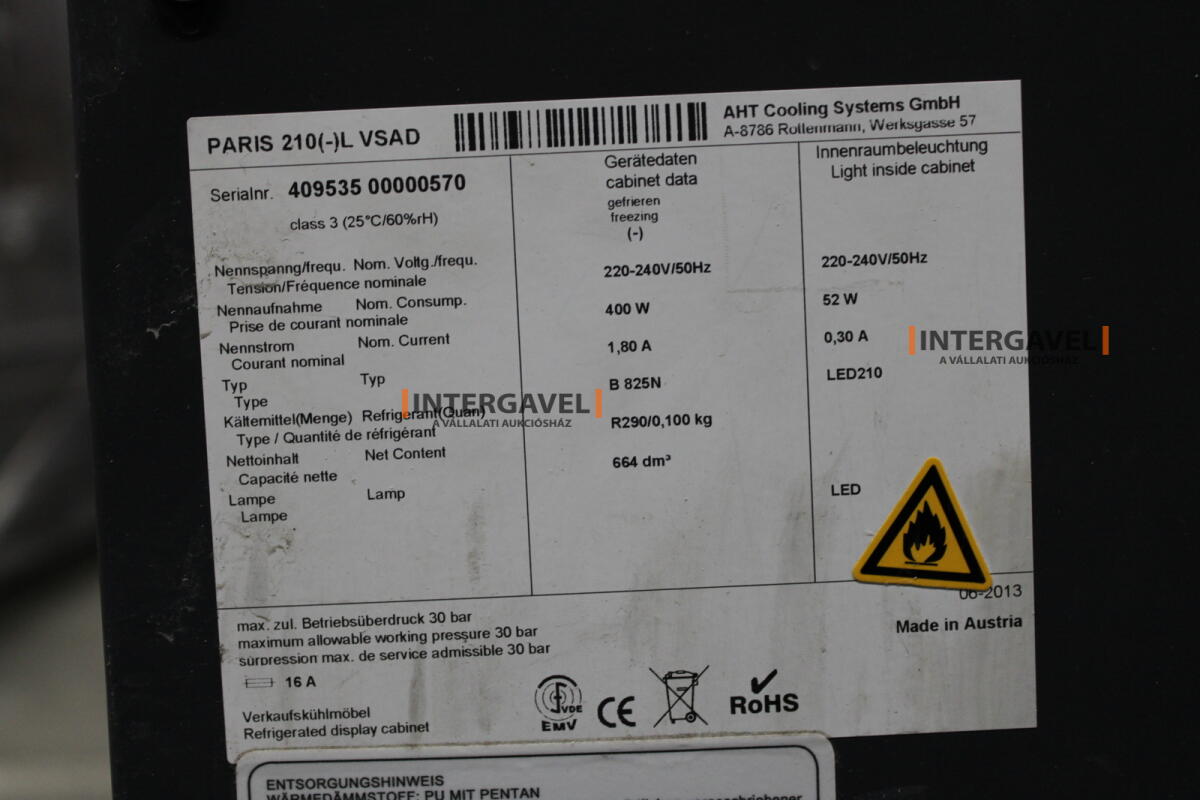 PARIS 210(-)L VSAD
AHT Cooling Systems GmbH
A-8786 Rottenmann, Werksgasse 57
Serialnr. 409535 00000570
class 3 (25°C/60%rH)
Gerätedaten
cabinet data
gefrieren
freezing
(-)
Innenraumbeleuchtung
Light inside cabinet
Nennspanng/frequ. Nom. Voltg./frequ.
Tension/Fréquence nominale
220-240V/50Hz
220-240V/50Hz
Nennaufnahme Nom. Consump.
Prise de courant nominale
400 W
52 W
Nennstrom Nom. Current
Courant nominal
1,80 A
0,30 A
Typ Typ
Type
B 825N
LED210
Kältemittel(Menge) Refrigerant(Quan)
Type / Quantité de réfrigérant
R290/0,100 kg
Nettoinhalt Net Content
Capacité nette
664 dm³
Lampe Lamp
Lampe
LED
INTERGAVEL
A VÁLLALATI AUKCIÓSHÁZ
INTERGAVEL
A VÁLLALATI AUKCIÓSHÁZ
06-2013
Made in Austria
max. zul. Betriebsüberdruck 30 bar
maximum allowable working pressure 30 bar
surpression max. de service admissible 30 bar
16 A
Verkaufskühlmöbel
Refrigerated display cabinet
VDE
EMV
CE
RoHS
ENTSORGUNGSHINWEIS
WÄRMEDÄMMSTOFF: PU MIT PENTAN